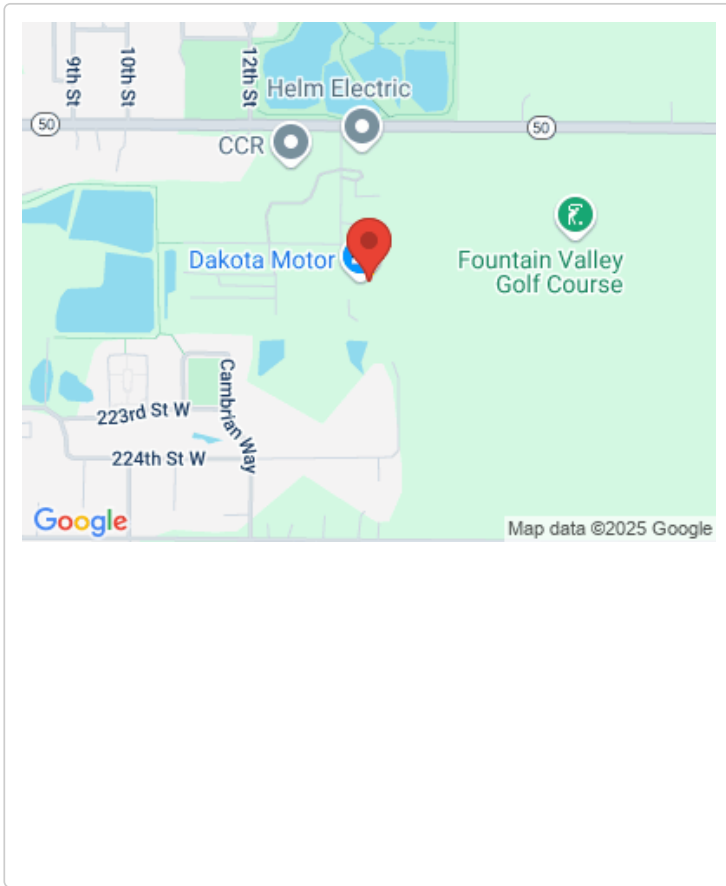 9th St
10th St
12th St
Helm Electric
50
CCR
50
Dakota Motor
Fountain Valley
Golf Course
Cambrian Way
223rd St W
224th St W
Google
Map data ©2025 Google